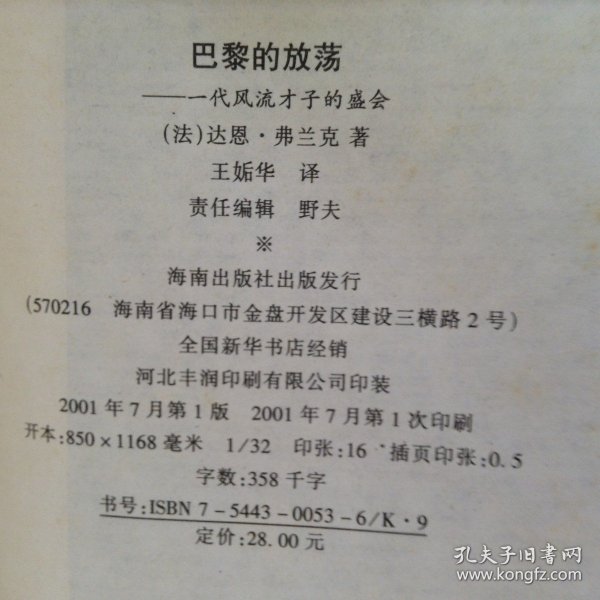 巴黎的放荡
——一代风流才子的盛会
(法)达恩·弗兰克 著
王姤华 译
责任编辑 野夫
※
海南出版社出版发行
(570216 海南省海口市金盘开发区建设三横路2号)
全国新华书店经销
河北丰润印刷有限公司印装
2001年7月第1版 2001年7月第1次印刷
开本:850×1168毫米 1/32 印张:16 插页印张:0.5
字数:358千字
书号:ISBN 7-5443-0053-6/K·9
定价:28.00元
孔夫子旧书网
www.kongfz.com